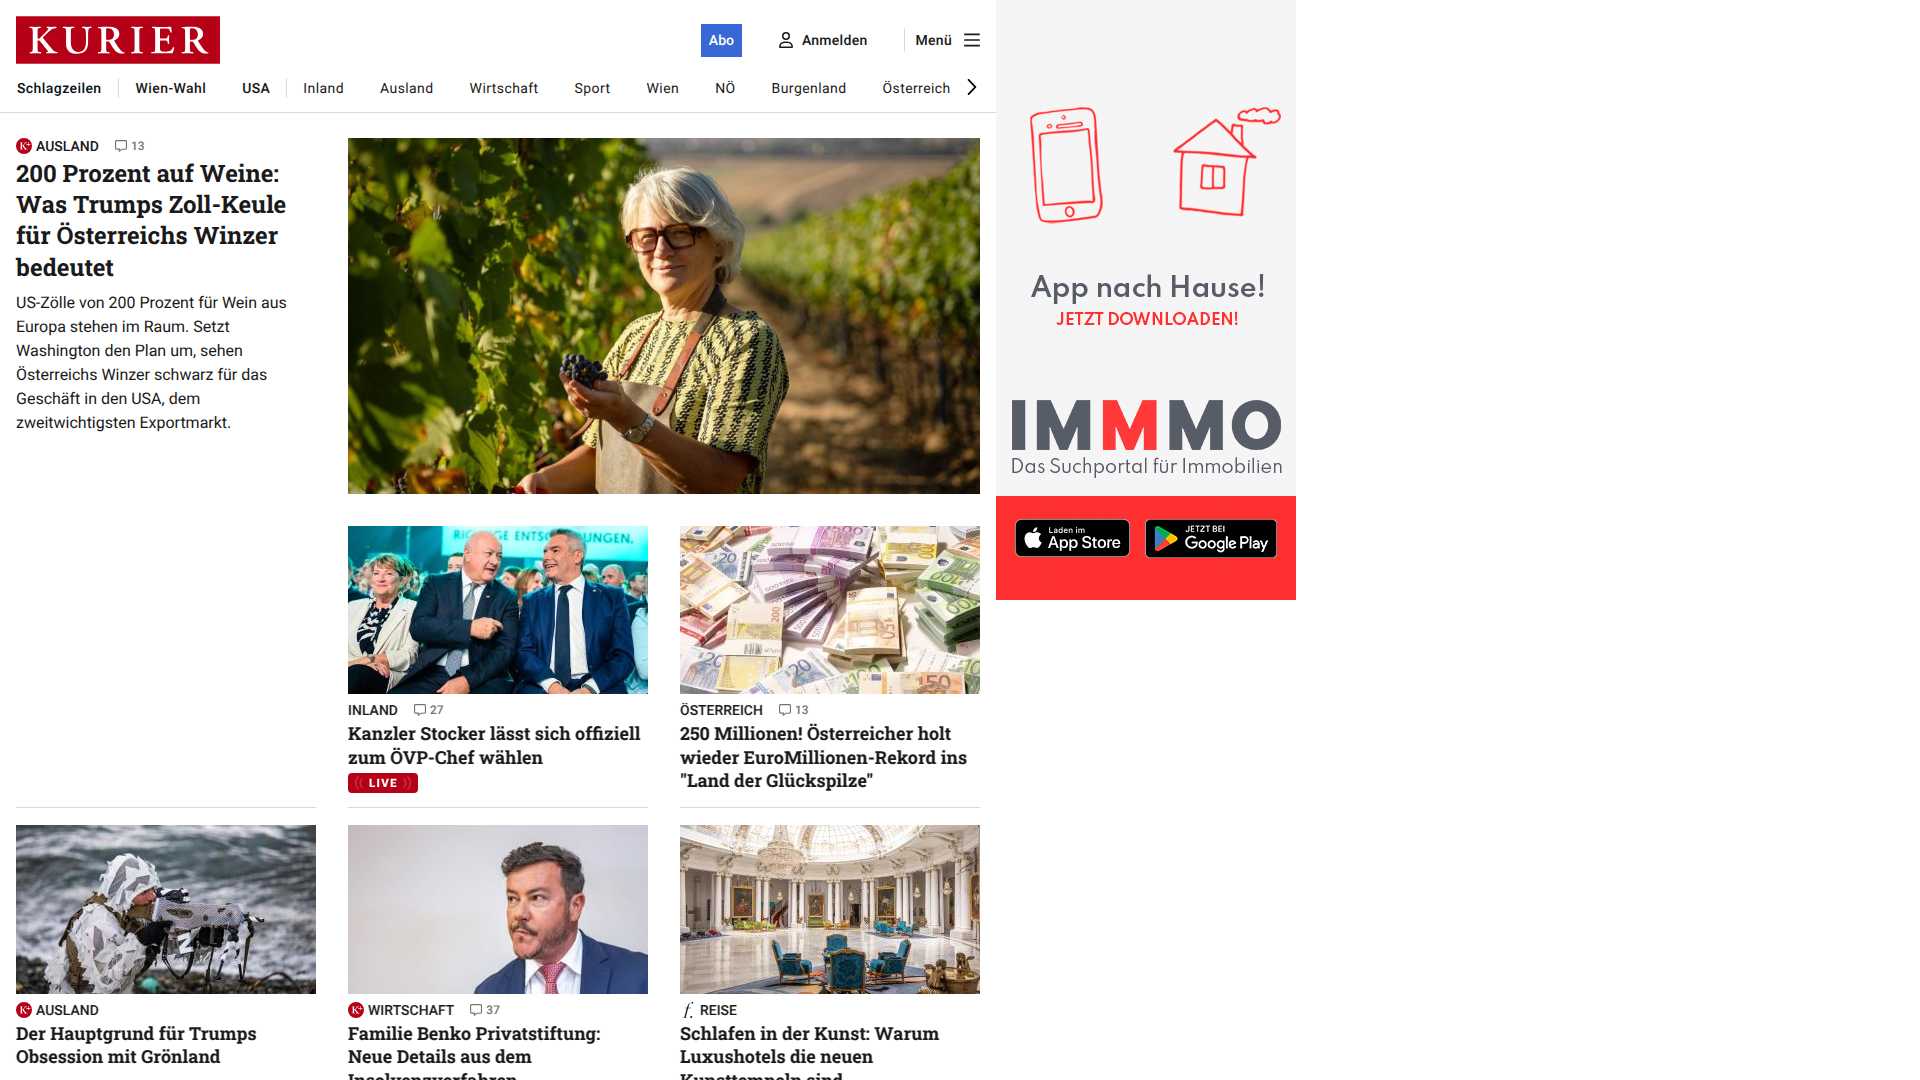 KURIER
Abo
Anmelden
Menü
Schlagzeilen
Wien-Wahl
USA
Inland
Ausland
Wirtschaft
Sport
Wien
NÖ
Burgenland
Österreich
K+ AUSLAND 13
200 Prozent auf Weine:
Was Trumps Zoll-Keule
für Österreichs Winzer
bedeutet
US-Zölle von 200 Prozent für Wein aus
Europa stehen im Raum. Setzt
Washington den Plan um, sehen
Österreichs Winzer schwarz für das
Geschäft in den USA, dem
zweitwichtigsten Exportmarkt.
INLAND 27
Kanzler Stocker lässt sich offiziell
zum ÖVP-Chef wählen
LIVE
ÖSTERREICH 13
250 Millionen! Österreicher holt
wieder EuroMillionen-Rekord ins
"Land der Glückspilze"
K+ AUSLAND
Der Hauptgrund für Trumps
Obsession mit Grönland
K+ WIRTSCHAFT 37
Familie Benko Privatstiftung:
Neue Details aus dem
Insolvenzverfahren
f. REISE
Schlafen in der Kunst: Warum
Luxushotels die neuen
Kunsttempeln sind
App nach Hause!
JETZT DOWNLOADEN!
IMMMO
Das Suchportal für Immobilien
Laden im
App Store
JETZT BEI
Google Play